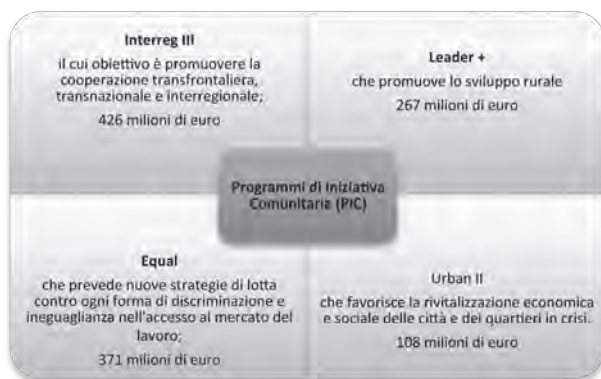 Interreg III
il cui obiettivo è promuovere la
cooperazione transfrontaliera,
transnazionale e interregionale;
426 milioni di euro
Leader +
che promuove lo sviluppo rurale
267 milioni di euro
Programmi di Iniziativa
Comunitaria (PIC)
Equal
che prevede nuove strategie di lotta
contro ogni forma di discriminazione e
ineguaglianza nell'accesso al mercato del
lavoro;
371 milioni di euro
Urban II
che favorisce la rivitalizzazione economica
e sociale delle città e dei quartieri in crisi.
108 milioni di euro